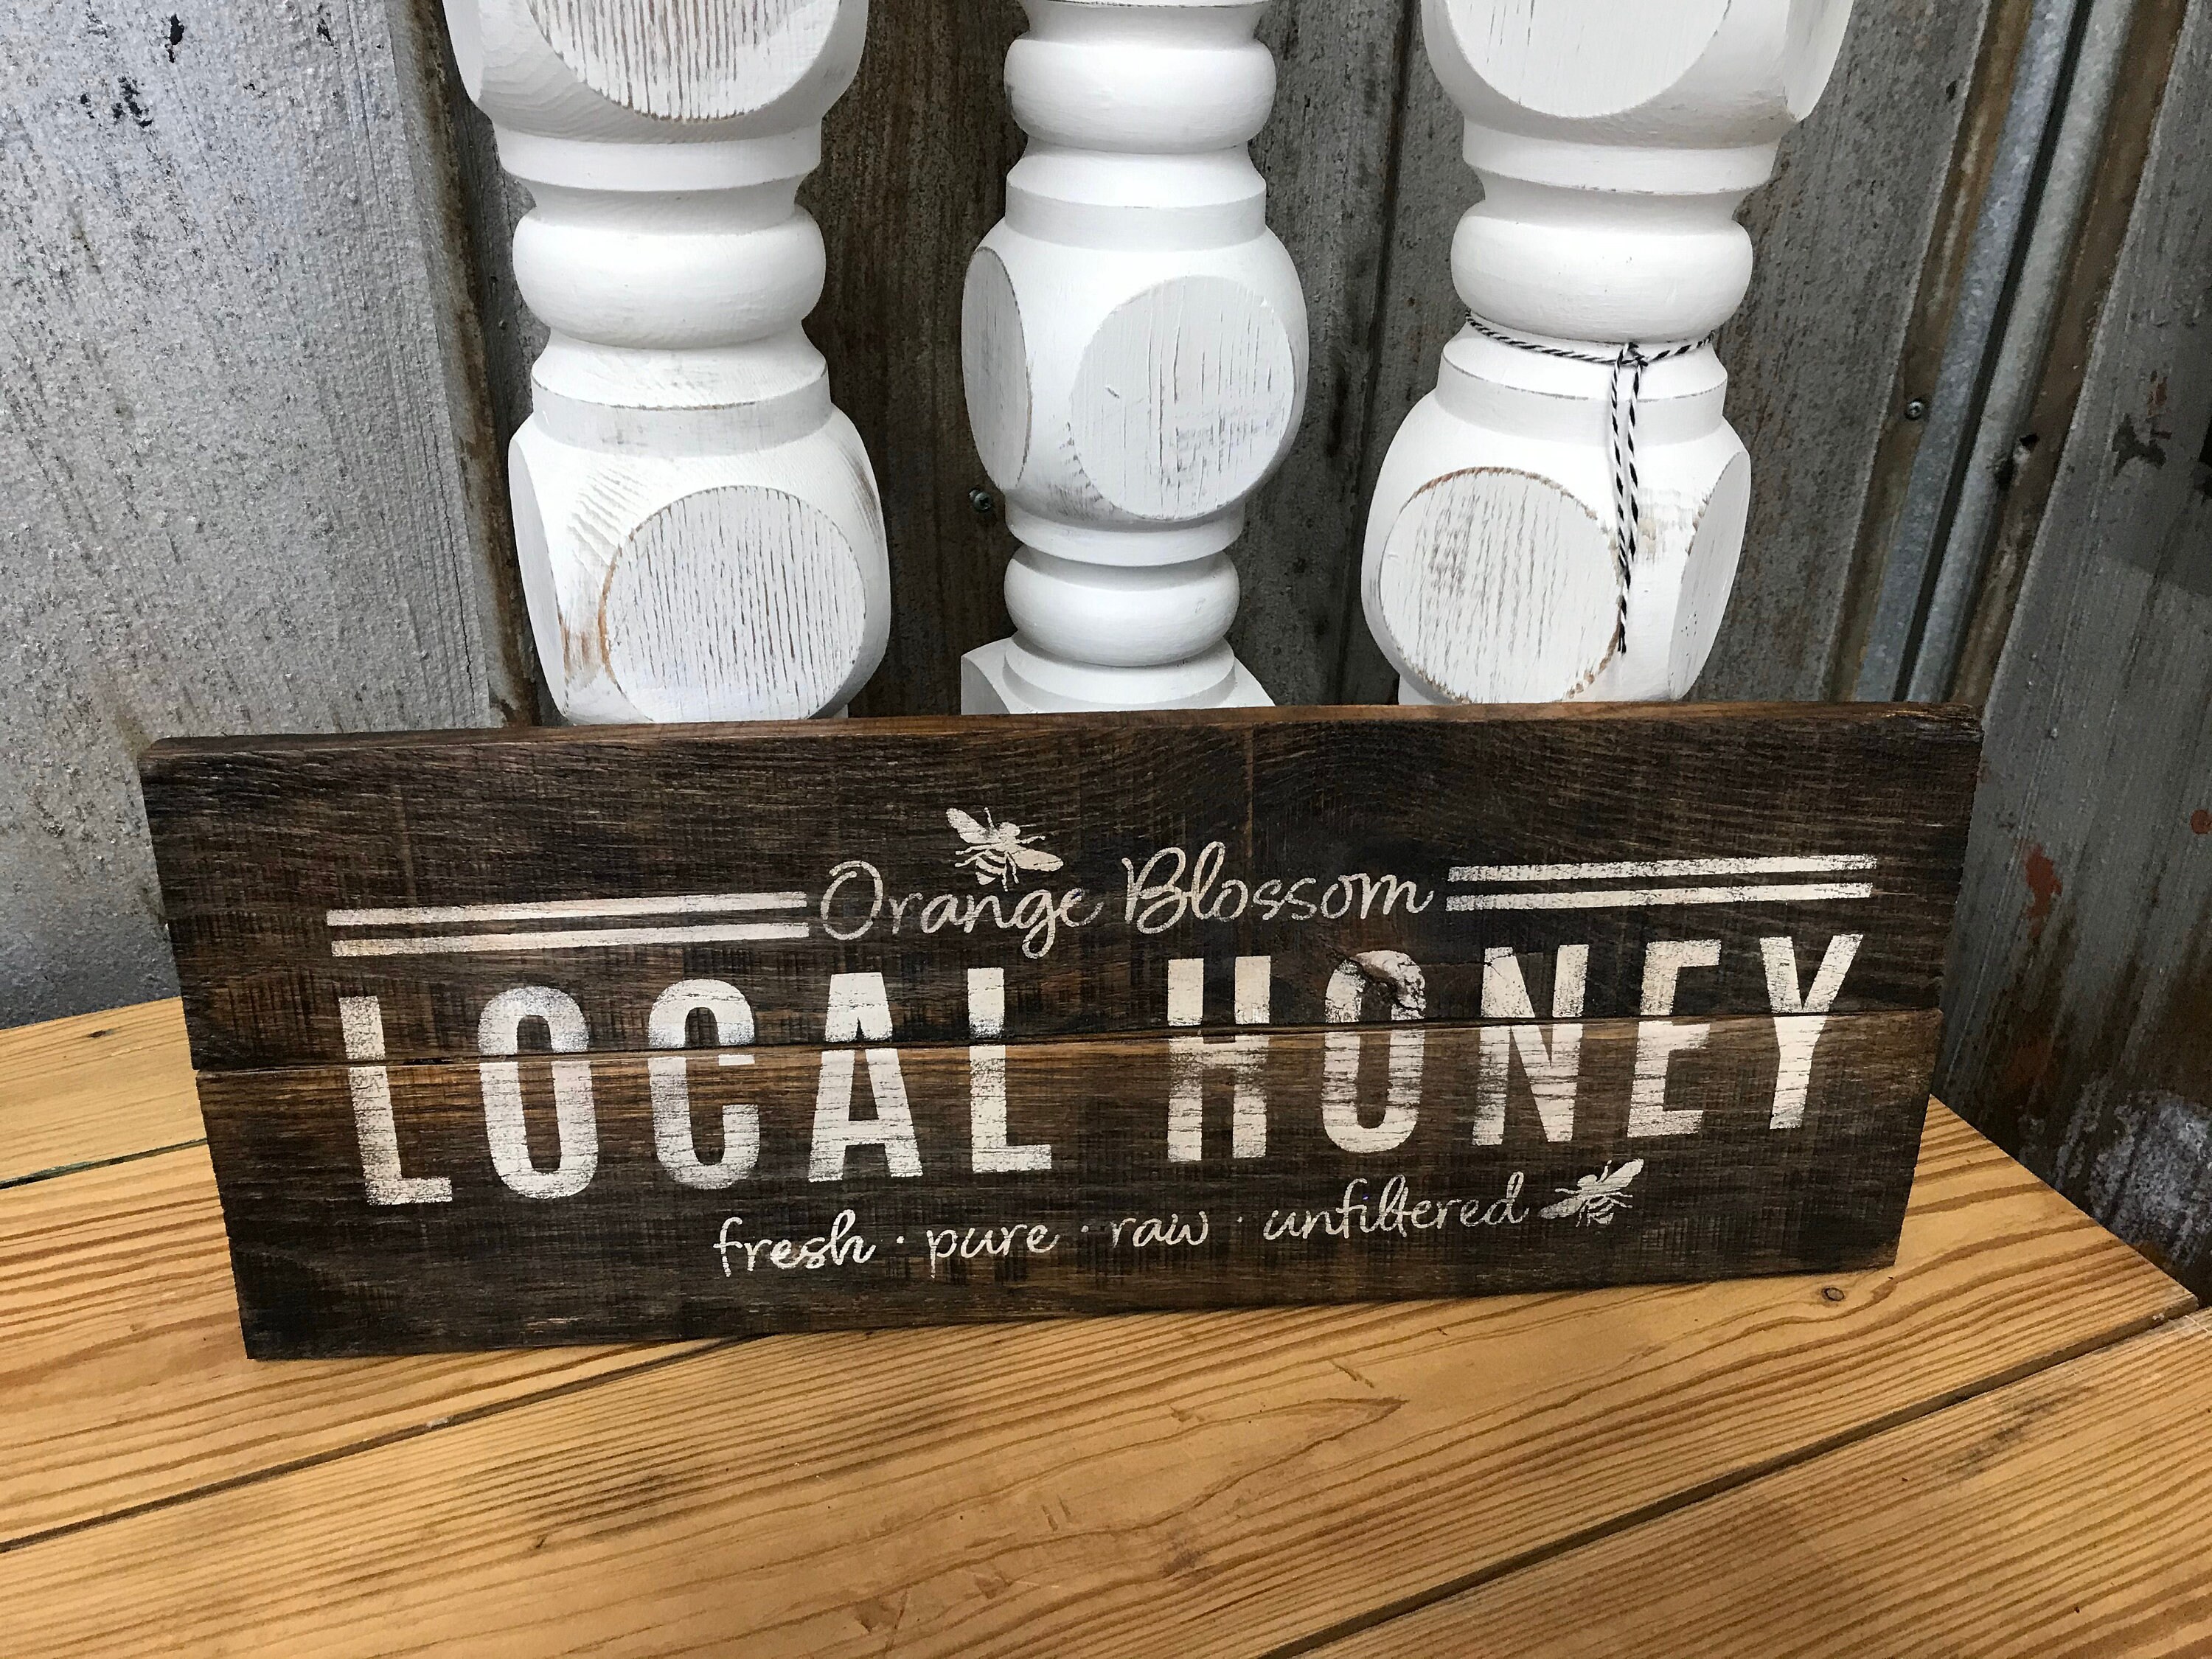 Orange Blossom
LOCAL HONEY
fresh · pure · raw · unfiltered